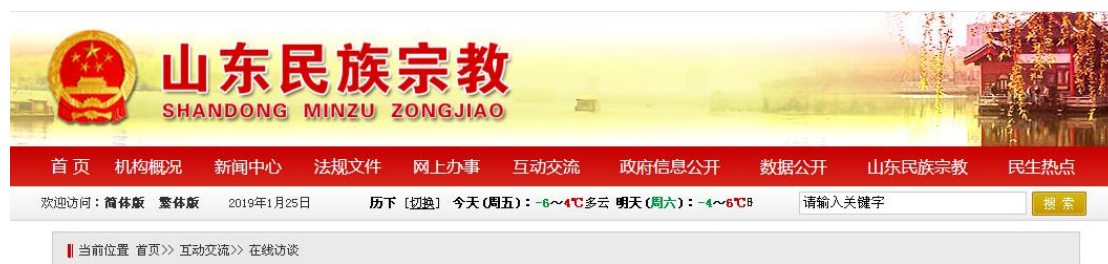 山东民族宗教
SHANDONG MINZU ZONGJIAO
首 页 机构概况 新闻中心 法规文件 网上办事 互动交流 政府信息公开 数据公开 山东民族宗教 民生热点
欢迎访问：简体版 繁体版 2019年1月25日 历下 [切换] 今天(周五)：-6～4℃多云 明天(周六)：-4～6℃ 请输入关键字 搜 索
当前位置 首页>> 互动交流>> 在线访谈